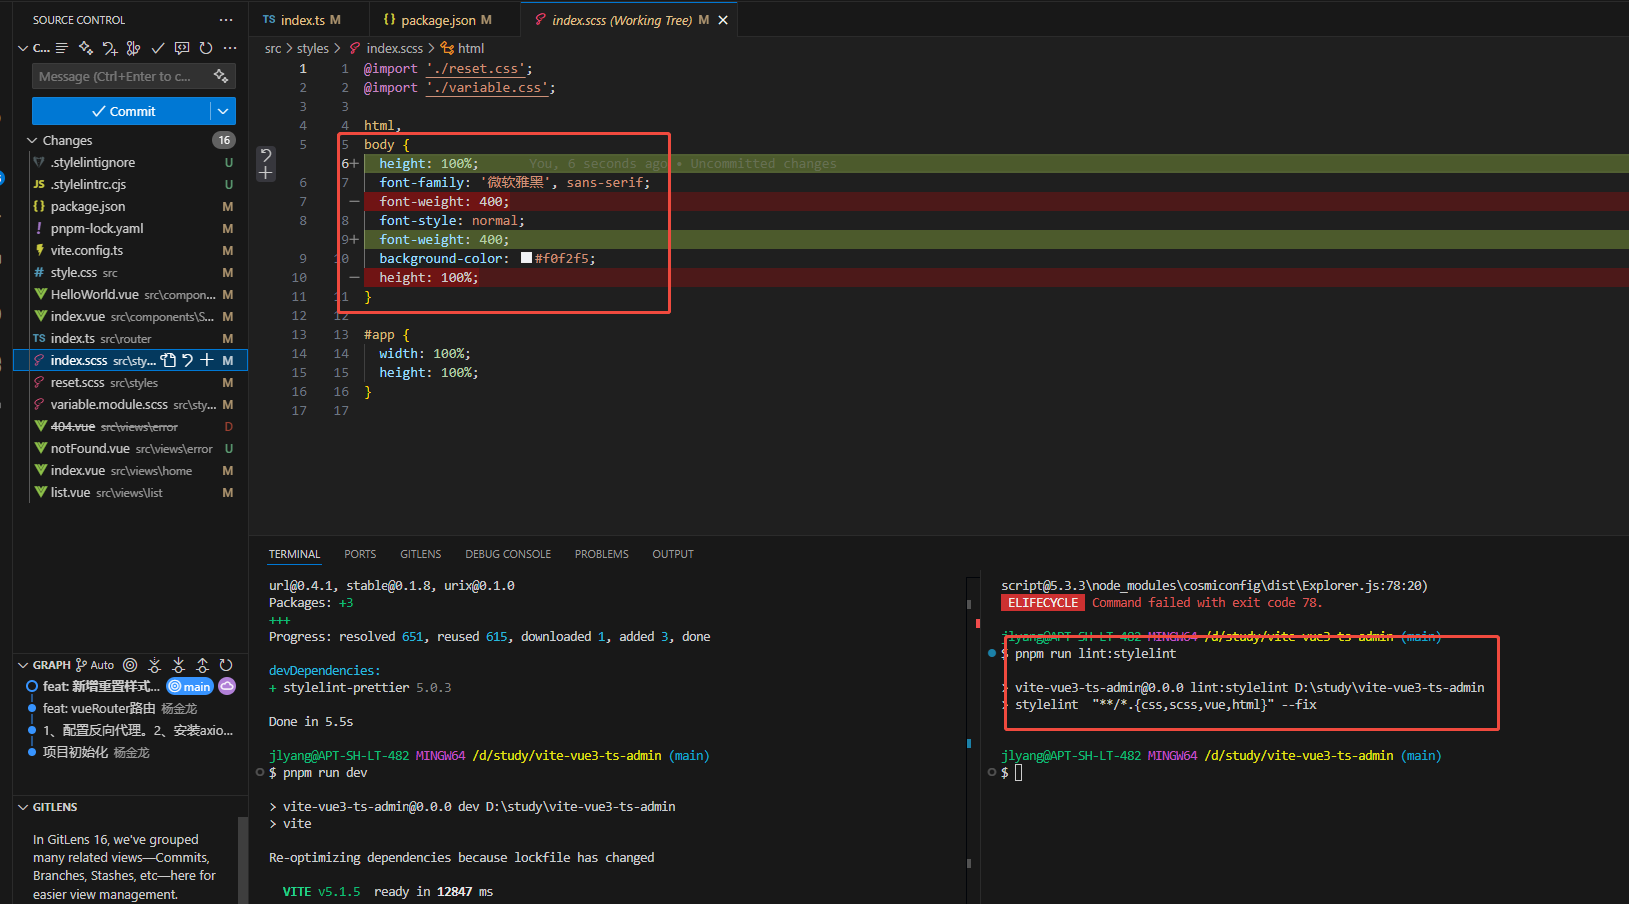 SOURCE CONTROL
C...
Message (Ctrl+Enter to c...
Commit
Changes 16
.stylelintignore U
JS .stylelintrc.cjs U
{} package.json M
! pnpm-lock.yaml M
vite.config.ts M
# style.css src M
HelloWorld.vue src\compon... M
index.vue src\components\S... M
TS index.ts src\router M
index.scss src\sty... M
reset.scss src\styles M
variable.module.scss src\sty... M
404.vue src\views\error D
notFound.vue src\views\error U
index.vue src\views\home M
list.vue src\views\list M
GRAPH Auto
feat: 新增重置样式... main
feat: vueRouter路由 杨金龙
1、配置反向代理。2、安装axio...
项目初始化 杨金龙
GITLENS
In GitLens 16, we've grouped
many related views—Commits,
Branches, Stashes, etc—here for
easier view management.
TS index.ts M
{} package.json M
index.scss (Working Tree) M
src > styles > index.scss > html
1 1 @import './reset.css';
2 2 @import './variable.css';
3 3
4 4 html,
5 5 body {
6+ height: 100%; You, 6 seconds ago • Uncommitted changes
6 7 font-family: '微软雅黑', sans-serif;
7 — font-weight: 400;
8 8 font-style: normal;
9+ font-weight: 400;
9 10 background-color: #f0f2f5;
10 — height: 100%;
11 11 }
12 12
13 13 #app {
14 14 width: 100%;
15 15 height: 100%;
16 16 }
17 17
TERMINAL PORTS GITLENS DEBUG CONSOLE PROBLEMS OUTPUT
url@0.4.1, stable@0.1.8, urix@0.1.0
Packages: +3
+++
Progress: resolved 651, reused 615, downloaded 1, added 3, done
devDependencies:
+ stylelint-prettier 5.0.3
Done in 5.5s
jlyang@APT-SH-LT-482 MINGW64 /d/study/vite-vue3-ts-admin (main)
$ pnpm run dev
> vite-vue3-ts-admin@0.0.0 dev D:\study\vite-vue3-ts-admin
> vite
Re-optimizing dependencies because lockfile has changed
VITE v5.1.5 ready in 12847 ms
script@5.3.3\node_modules\cosmiconfig\dist\Explorer.js:78:20)
ELIFECYCLE Command failed with exit code 78.
jlyang@APT-SH-LT-482 MINGW64 /d/study/vite-vue3-ts-admin (main)
$ pnpm run lint:stylelint
> vite-vue3-ts-admin@0.0.0 lint:stylelint D:\study\vite-vue3-ts-admin
> stylelint "**/*.{css,scss,vue,html}" --fix
jlyang@APT-SH-LT-482 MINGW64 /d/study/vite-vue3-ts-admin (main)
$